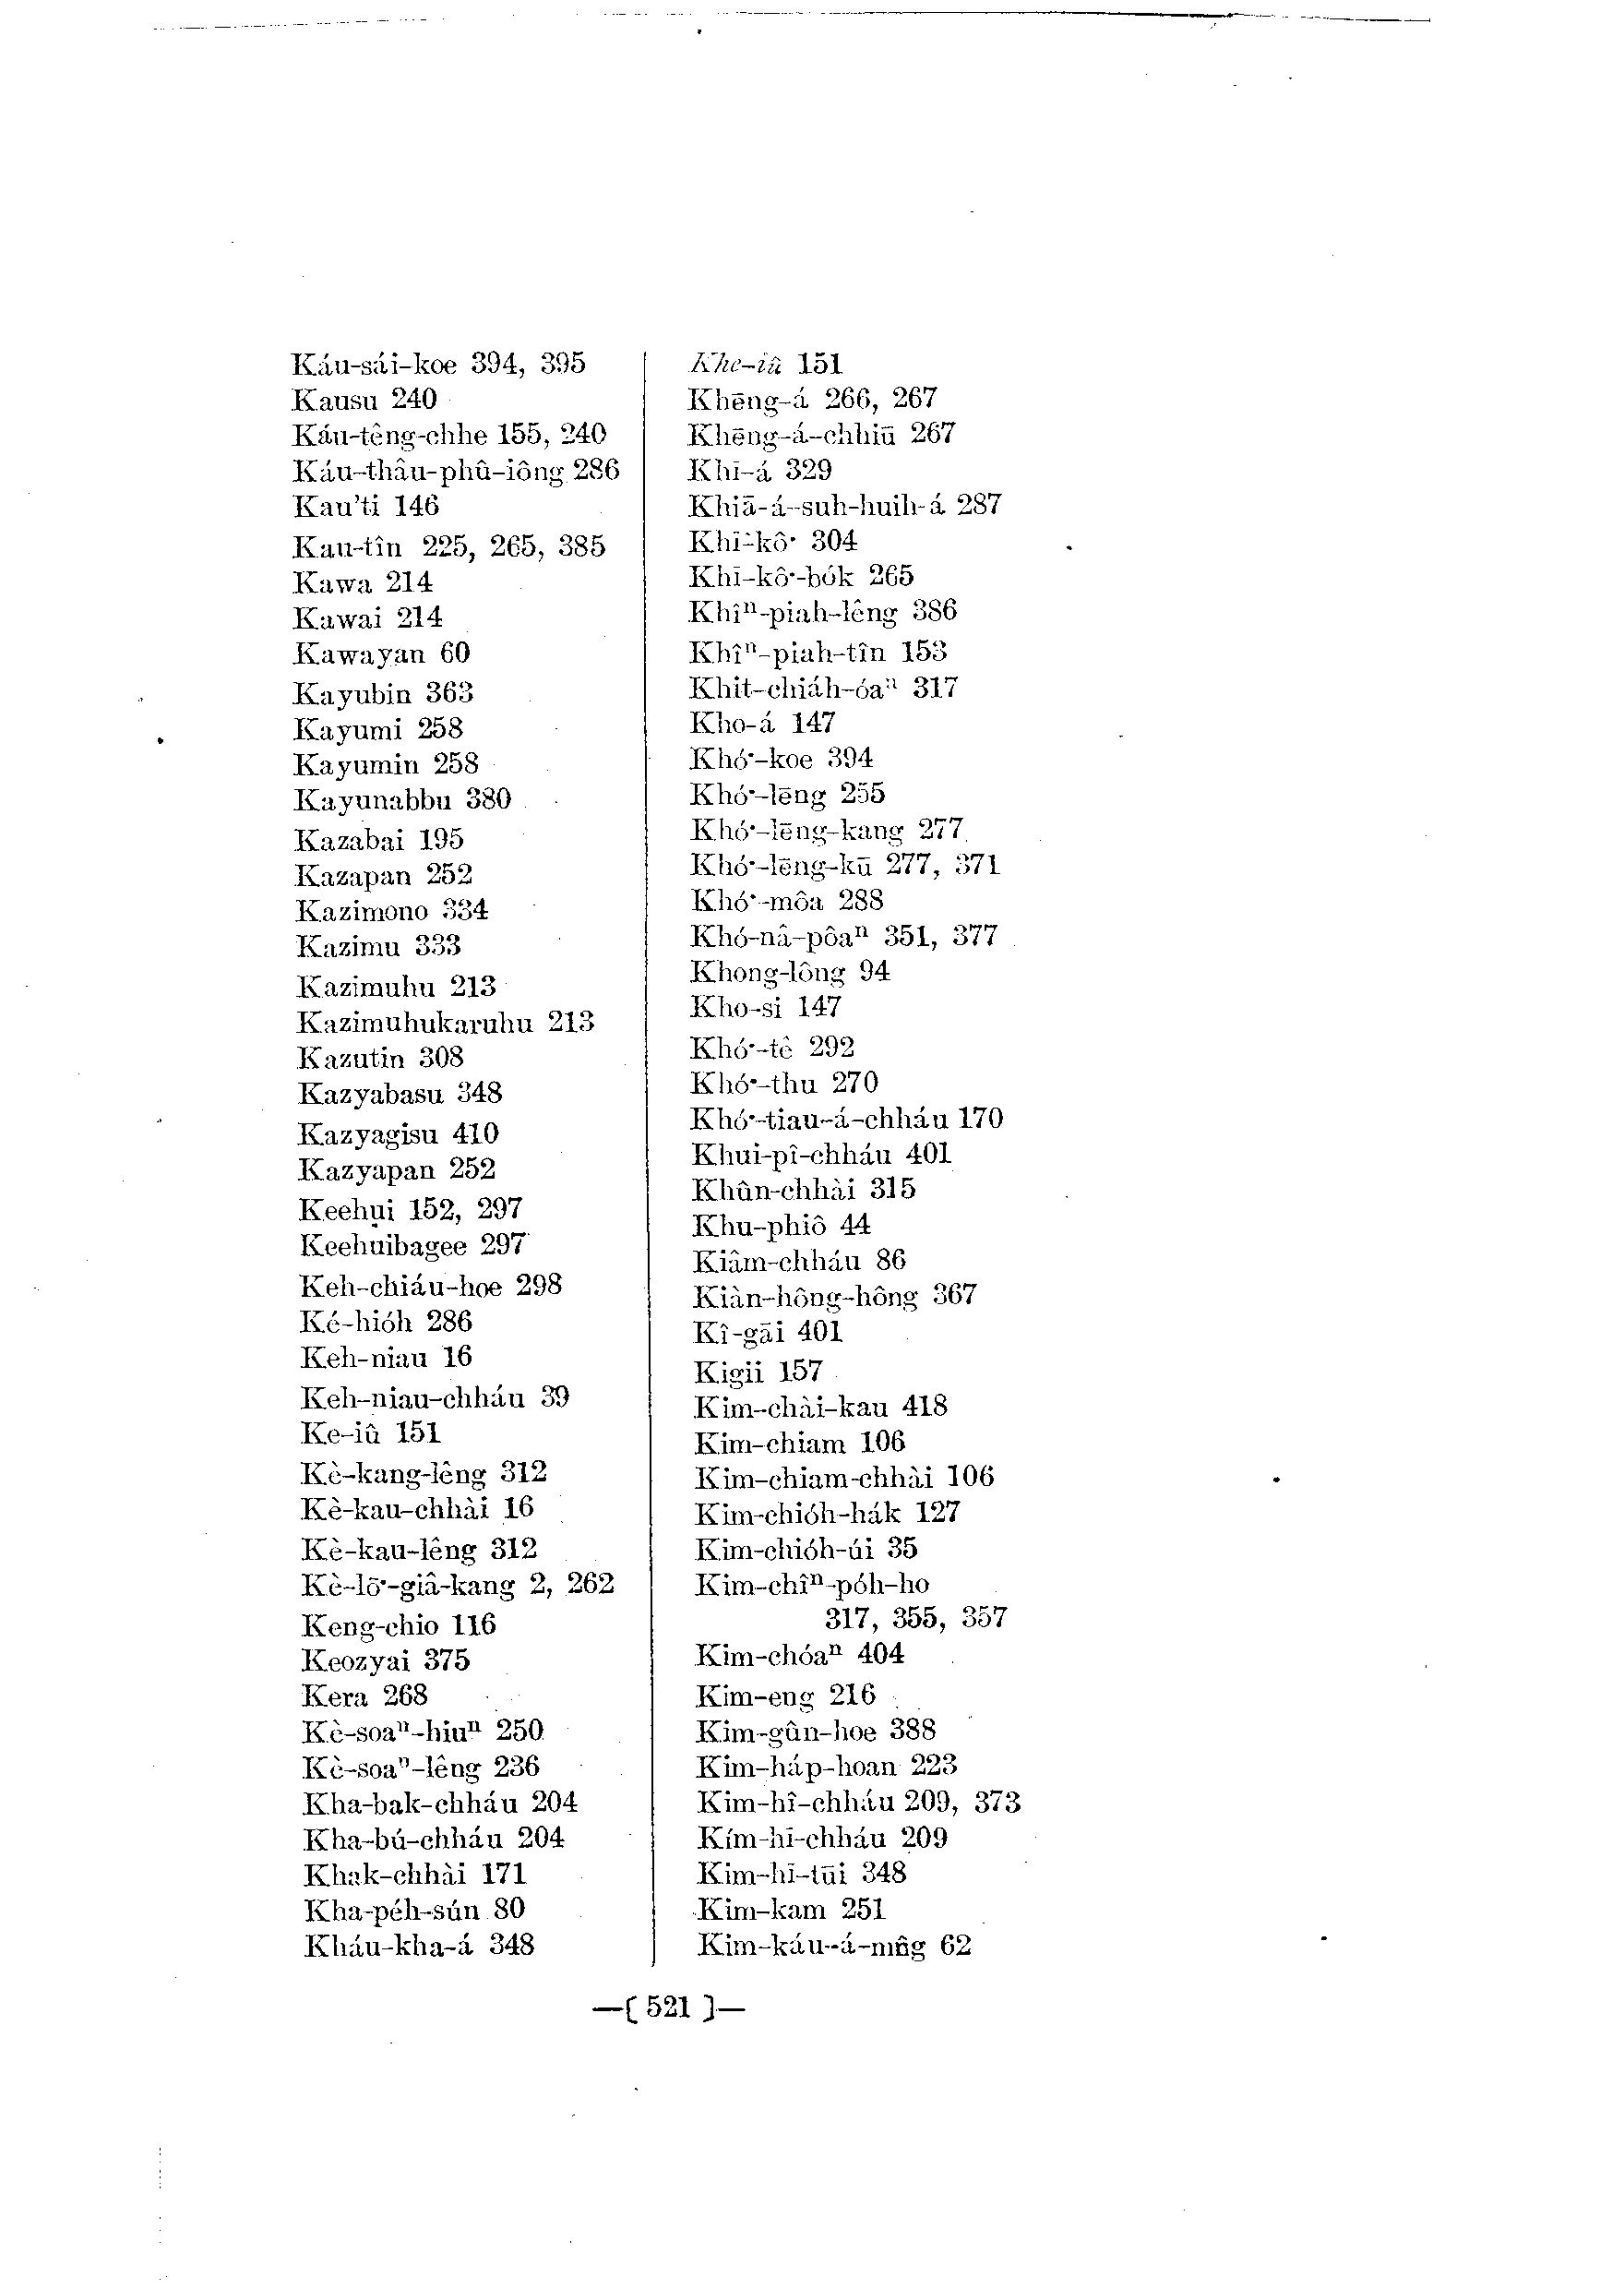 Káu-sái-koe 394, 395
Kausu 240
Káu-têng-chhe 155, 240
Káu-thâu-phû-iông 286
Kau'ti 146
Kau-tîn 225, 265, 385
Kawa 214
Kawai 214
Kawayan 60
Kayubin 363
Kayumi 258
Kayumin 258
Kayunabbu 380
Kazabai 195
Kazapan 252
Kazimono 334
Kazimu 333
Kazimuhu 213
Kazimuhukaruhu 213
Kazutin 308
Kazyabasu 348
Kazyagisu 410
Kazyapan 252
Keehui 152, 297
Keehuibagee 297
Keh-chiáu-hoe 298
Ké-hióh 286
Keh-niau 16
Keh-niau-chháu 39
Ke-iû 151
Kè-kang-lêng 312
Kè-kau-chhài 16
Kè-kau-lêng 312
Kè-lō·-giâ-kang 2, 262
Keng-chio 116
Keozyai 375
Kera 268
Kè-soaⁿ-hiuⁿ 250
Kè-soaⁿ-lêng 236
Kha-bak-chháu 204
Kha-bú-chháu 204
Khak-chhài 171
Kha-péh-sún 80
Kháu-kha-á 348
Khe-iû 151
Khēng-á 266, 267
Khēng-á-chhiū 267
Khī-á 329
Khiā-á-suh-huih-á 287
Khī-kô· 304
Khī-kô·-bók 265
Khîⁿ-piah-lêng 386
Khîⁿ-piah-tîn 153
Khit-chiáh-óaⁿ 317
Kho-á 147
Khó·-koe 394
Khó·-lēng 255
Khó·-lēng-kang 277
Khó·-lēng-kū 277, 371
Khó·-môa 288
Khó-nâ-pôaⁿ 351, 377
Khong-lông 94
Kho-si 147
Khó·-tê 292
Khó·-thu 270
Khó·-tiau-á-chháu 170
Khui-pî-chháu 401
Khûn-chhài 315
Khu-phiô 44
Kiâm-chháu 86
Kiàn-hông-hông 367
Kî-gāi 401
Kigii 157
Kim-chài-kau 418
Kim-chiam 106
Kim-chiam-chhài 106
Kim-chióh-hák 127
Kim-chióh-úi 35
Kim-chîⁿ-póh-ho
317, 355, 357
Kim-chóaⁿ 404
Kim-eng 216
Kim-gûn-hoe 388
Kim-háp-hoan 223
Kim-hî-chháu 209, 373
Kím-hī-chháu 209
Kim-hī-tūi 348
Kim-kam 251
Kim-káu-á-mn̂g 62
—[ 521 ]—